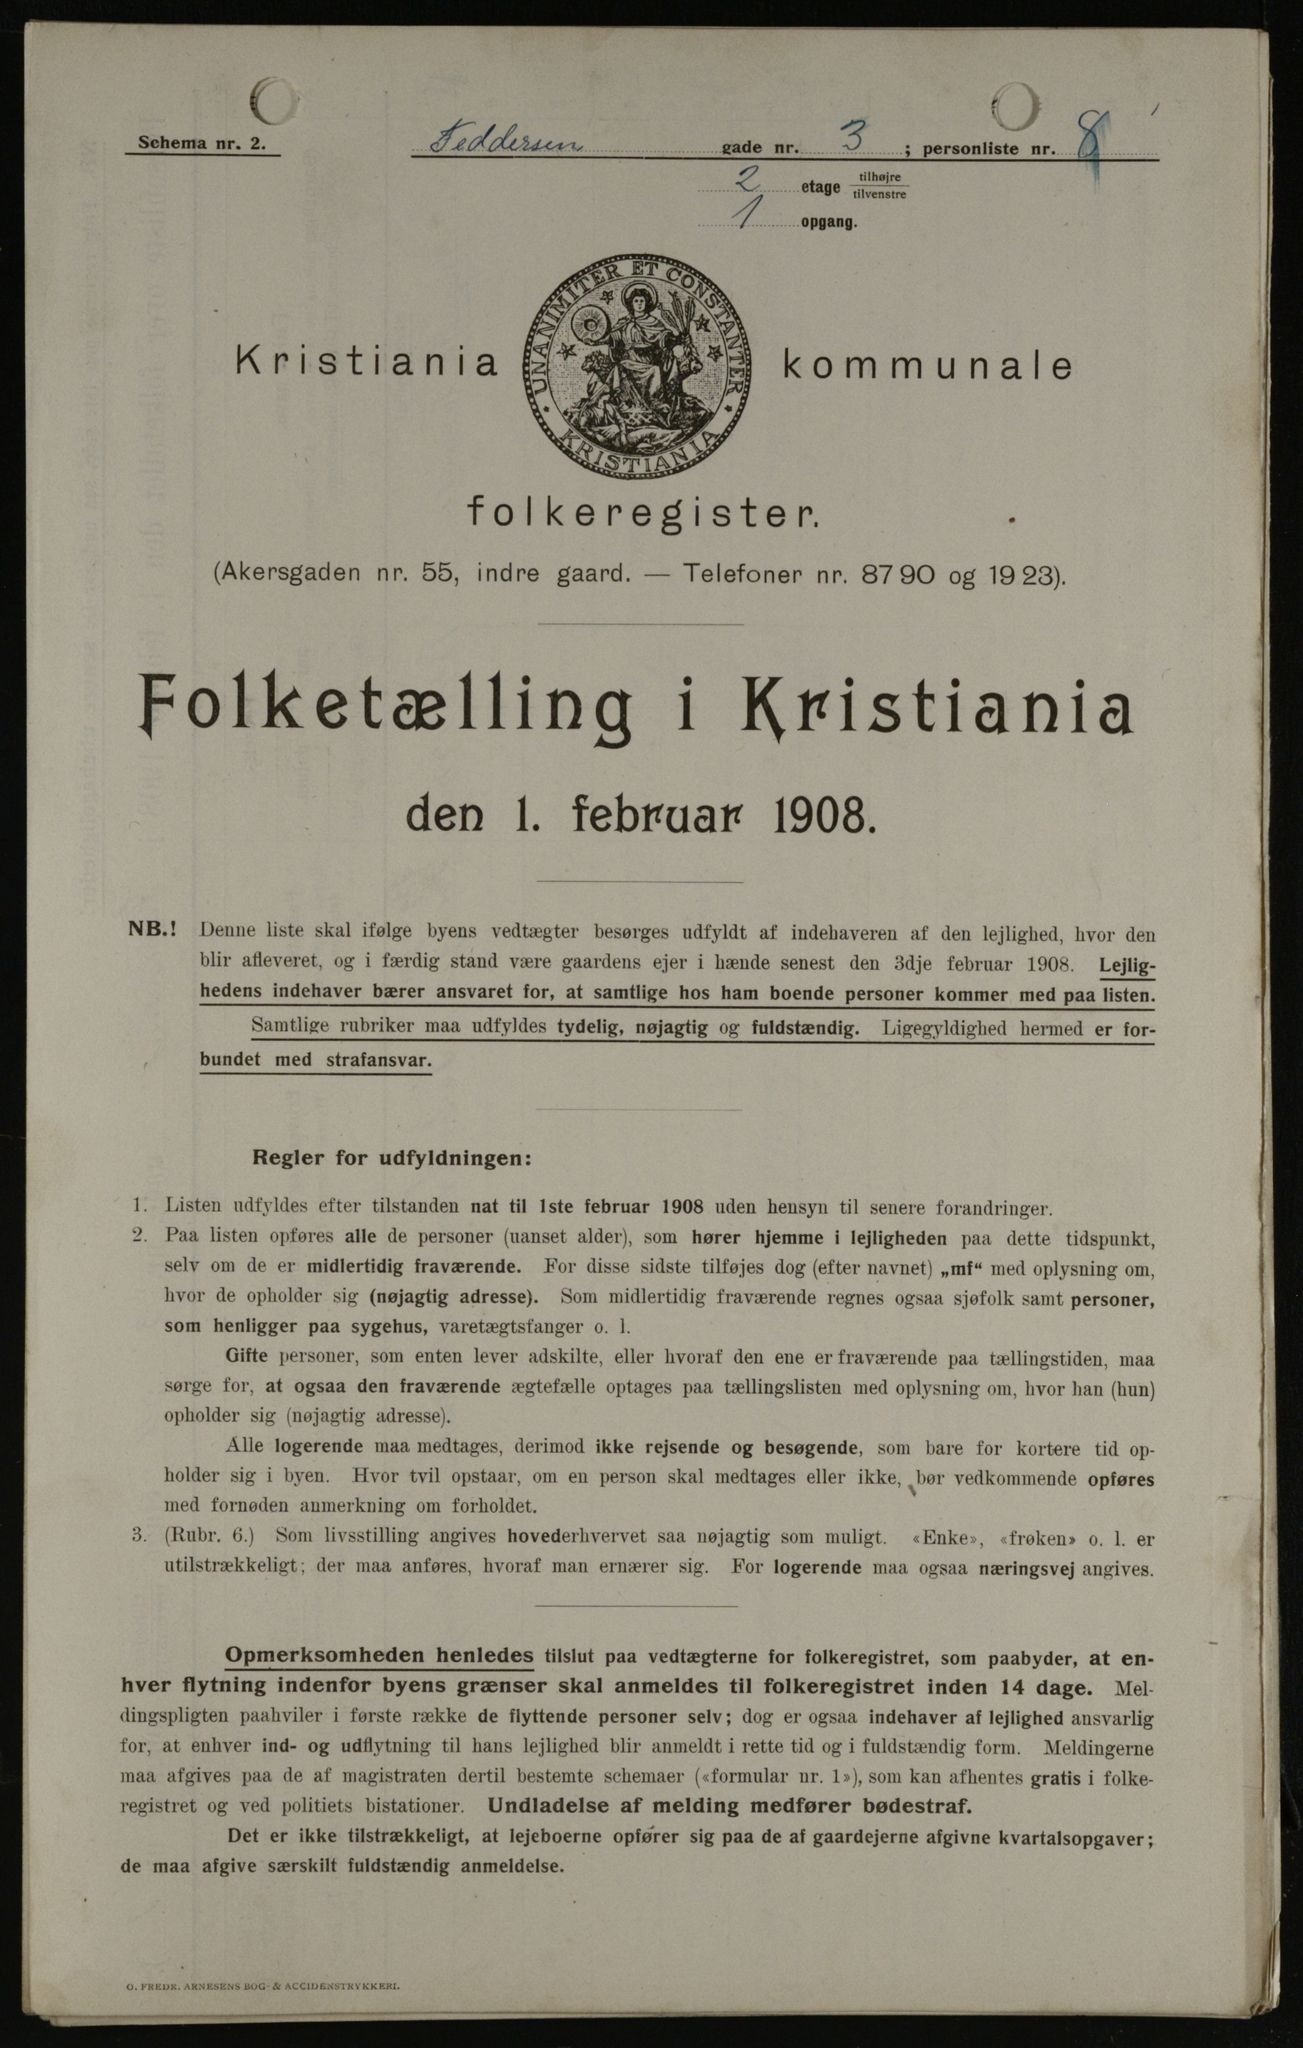 Schema nr. 2. Feddersen gade nr. 3 ; personliste nr. 8
2 etage tilhøjre
tilvenstre
1 opgang.
UNANIMITER ET CONSTANTER
KRISTIANIA
Kristiania kommunale
folkeregister.
(Akersgaden nr. 55, indre gaard. — Telefoner nr. 8790 og 1923).
Folketælling i Kristiania
den 1. februar 1908.
NB.! Denne liste skal ifølge byens vedtægter besørges udfyldt af indehaveren af den lejlighed, hvor den
blir afleveret, og i færdig stand være gaardens ejer i hænde senest den 3dje februar 1908. Lejlig-
hedens indehaver bærer ansvaret for, at samtlige hos ham boende personer kommer med paa listen.
Samtlige rubriker maa udfyldes tydelig, nøjagtig og fuldstændig. Ligegyldighed hermed er for-
bundet med strafansvar.
Regler for udfyldningen:
1. Listen udfyldes efter tilstanden nat til 1ste februar 1908 uden hensyn til senere forandringer.
2. Paa listen opføres alle de personer (uanset alder), som hører hjemme i lejligheden paa dette tidspunkt,
selv om de er midlertidig fraværende. For disse sidste tilføjes dog (efter navnet) „mf“ med oplysning om,
hvor de opholder sig (nøjagtig adresse). Som midlertidig fraværende regnes ogsaa sjøfolk samt personer,
som henligger paa sygehus, varetægtsfanger o. l.
Gifte personer, som enten lever adskilte, eller hvoraf den ene er fraværende paa tællingstiden, maa
sørge for, at ogsaa den fraværende ægtefælle optages paa tællingslisten med oplysning om, hvor han (hun)
opholder sig (nøjagtig adresse).
Alle logerende maa medtages, derimod ikke rejsende og besøgende, som bare for kortere tid op-
holder sig i byen. Hvor tvil opstaar, om en person skal medtages eller ikke, bør vedkommende opføres
med fornøden anmerkning om forholdet.
3. (Rubr. 6.) Som livsstilling angives hovederhvervet saa nøjagtig som muligt. «Enke», «frøken» o. l. er
utilstrækkeligt; der maa anføres, hvoraf man ernærer sig. For logerende maa ogsaa næringsvej angives.
Opmerksomheden henledes tilslut paa vedtægterne for folkeregistret, som paabyder, at en-
hver flytning indenfor byens grænser skal anmeldes til folkeregistret inden 14 dage. Mel-
dingspligten paahviler i første række de flyttende personer selv; dog er ogsaa indehaver af lejlighed ansvarlig
for, at enhver ind- og udflytning til hans lejlighed blir anmeldt i rette tid og i fuldstændig form. Meldingerne
maa afgives paa de af magistraten dertil bestemte schemaer («formular nr. 1»), som kan afhentes gratis i folke-
registret og ved politiets bistationer. Undladelse af melding medfører bødestraf.
Det er ikke tilstrækkeligt, at lejeboerne opfører sig paa de af gaardejerne afgivne kvartalsopgaver;
de maa afgive særskilt fuldstændig anmeldelse.
O. FREDR. ARNESENS BOG- & ACCIDENSTRYKKERI.